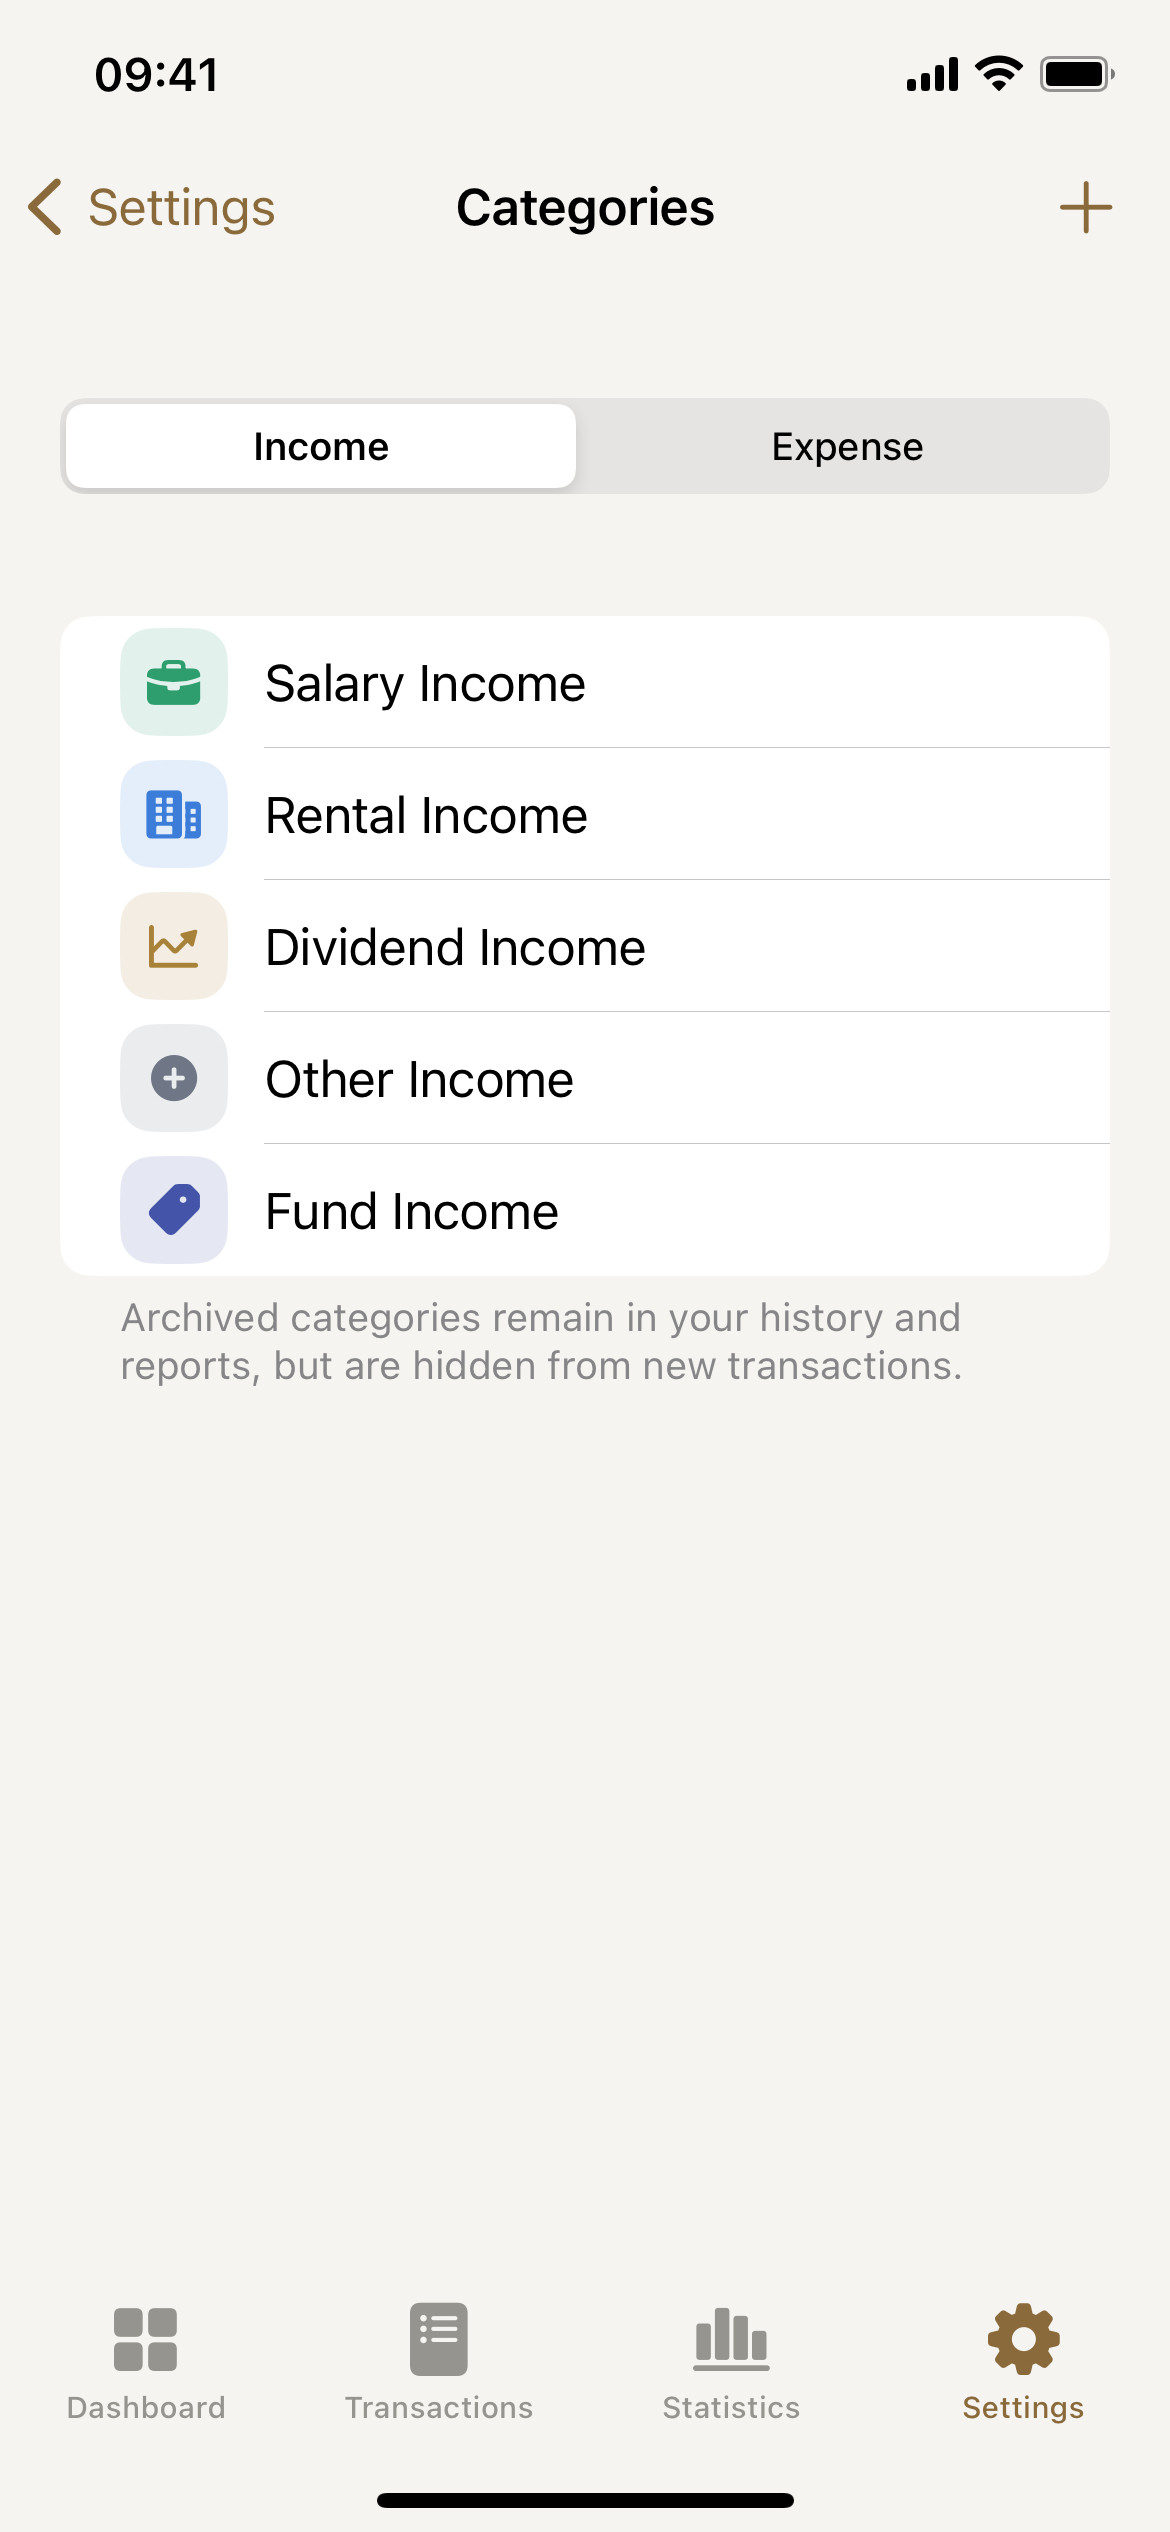 09:41
Settings
Categories
Income
Expense
Salary Income
Rental Income
Dividend Income
Other Income
Fund Income
Archived categories remain in your history and
reports, but are hidden from new transactions.
Dashboard
Transactions
Statistics
Settings